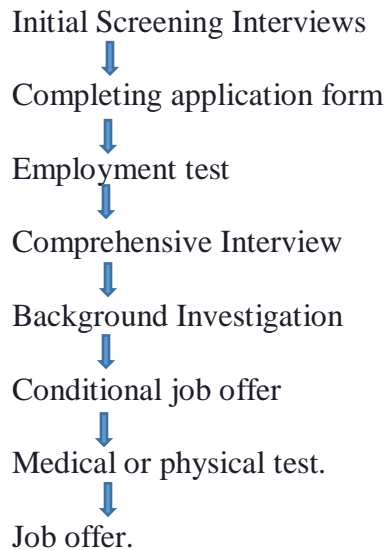 Initial Screening Interviews
Completing application form
Employment test
Comprehensive Interview
Background Investigation
Conditional job offer
Medical or physical test.
Job offer.